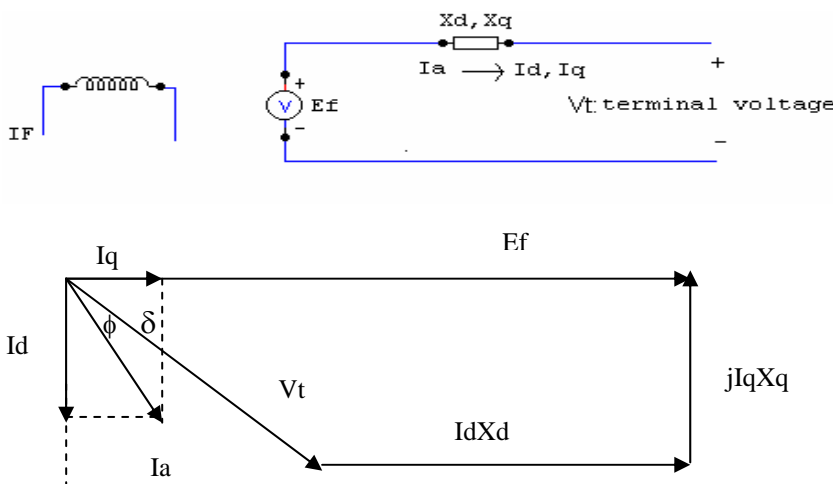 Xd, Xq
+
Ia Id, Iq
+
V Ef
Vt: terminal voltage
IF
−
−
Ef
Iq
ϕ δ
Id
Vt
jIqXq
IdXd
Ia